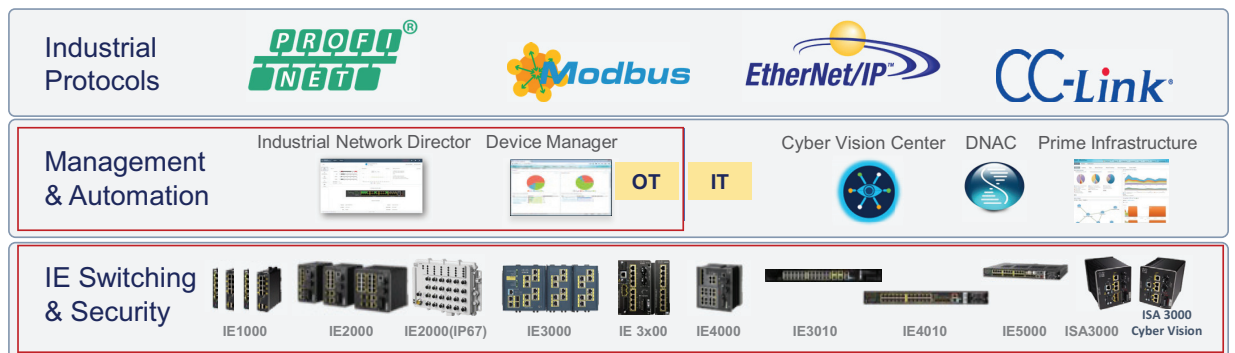 Industrial
Protocols
PROFI®
NET
Modbus
EtherNet/IP™
CC-Link
Management
& Automation
Industrial Network Director
Device Manager
OT
IT
Cyber Vision Center
DNAC
Prime Infrastructure
IE Switching
& Security
IE1000
IE2000
IE2000(IP67)
IE3000
IE 3x00
IE4000
IE3010
IE4010
IE5000
ISA3000
ISA 3000
Cyber Vision